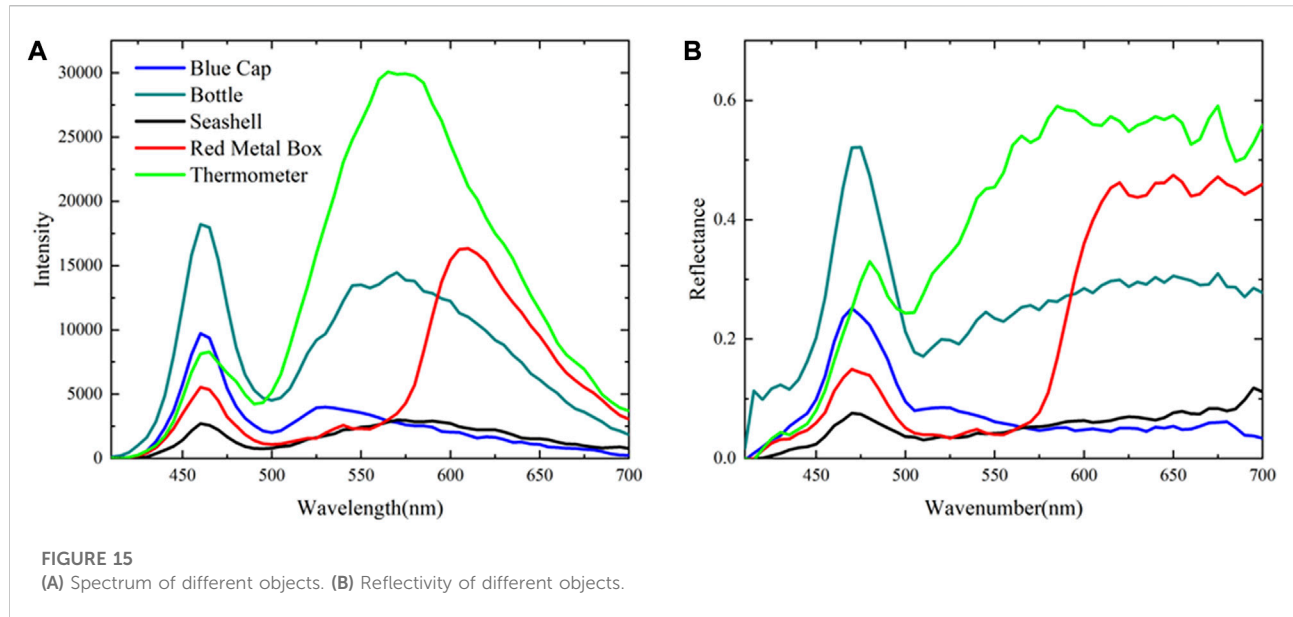 A
Blue Cap
Bottle
Seashell
Red Metal Box
Thermometer
Intensity
30000
25000
20000
15000
10000
5000
0
450 500 550 600 650 700
Wavelength(nm)
B
Reflectance
0.6
0.4
0.2
0.0
450 500 550 600 650 700
Wavenumber(nm)
FIGURE 15
(A) Spectrum of different objects. (B) Reflectivity of different objects.